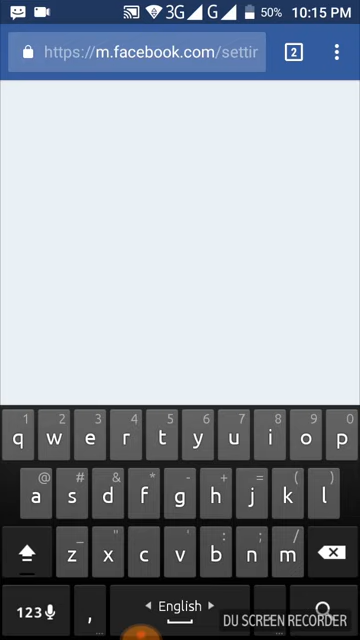 3G G 50% 10:15 PM
https://m.facebook.com/settin 2
1 2 3 4 5 6 7 8 9 0
q w e r t y u i o p
@ # & * - + = ( )
a s d f g h j k l
_ " ' : ; /
z x c v b n m
123 , English
DU SCREEN RECORDER